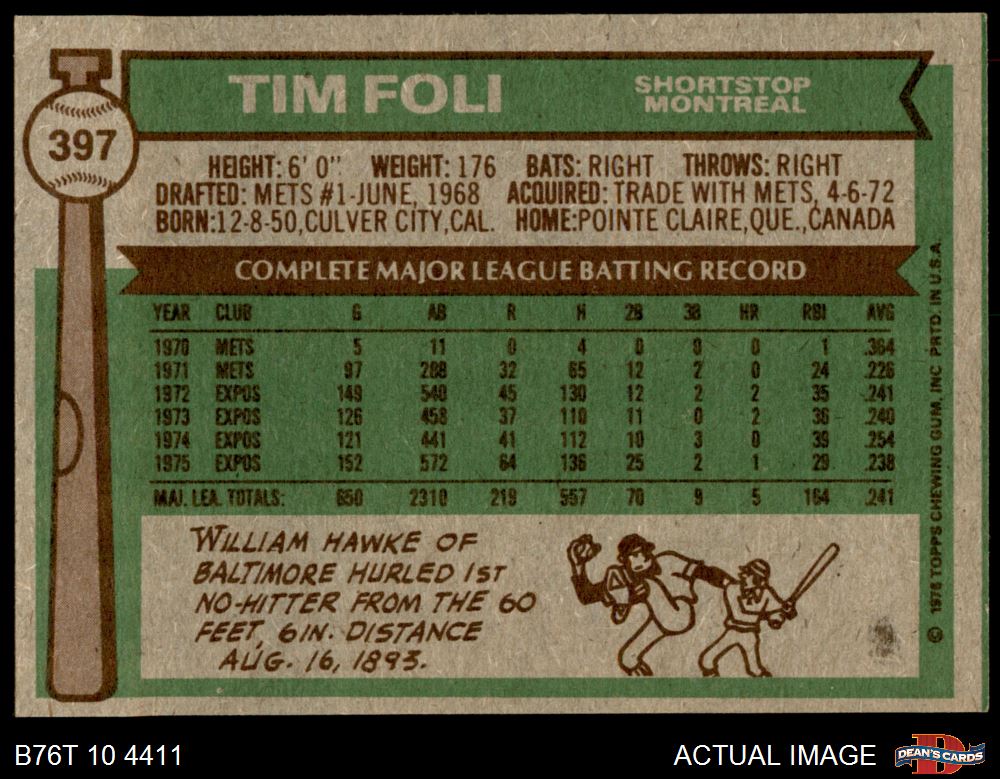 TIM FOLI
SHORTSTOP
MONTREAL
397
HEIGHT: 6' 0" WEIGHT: 176 BATS: RIGHT THROWS: RIGHT
DRAFTED: METS #1-JUNE, 1968 ACQUIRED: TRADE WITH METS, 4-6-72
BORN:12-8-50,CULVER CITY,CAL. HOME:POINTE CLAIRE,QUE.,CANADA
COMPLETE MAJOR LEAGUE BATTING RECORD
YEAR CLUB G AB R H 2B 3B HR RBI AVG
1970 METS 5 11 0 4 0 0 0 1 .364
1971 METS 97 288 32 65 12 2 0 24 .226
1972 EXPOS 149 540 45 130 12 2 2 35 .241
1973 EXPOS 126 458 37 110 11 0 2 36 .240
1974 EXPOS 121 441 41 112 10 3 0 39 .254
1975 EXPOS 152 572 64 136 25 2 1 29 .238
MAJ. LEA. TOTALS: 650 2310 219 557 70 9 5 164 .241
WILLIAM HAWKE OF
BALTIMORE HURLED 1ST
NO-HITTER FROM THE 60
FEET, 6IN. DISTANCE
AUG. 16, 1893.
© 1976 TOPPS CHEWING GUM, INC PRTD. IN U.S.A.
B76T 10 4411
ACTUAL IMAGE
DEAN'S CARDS